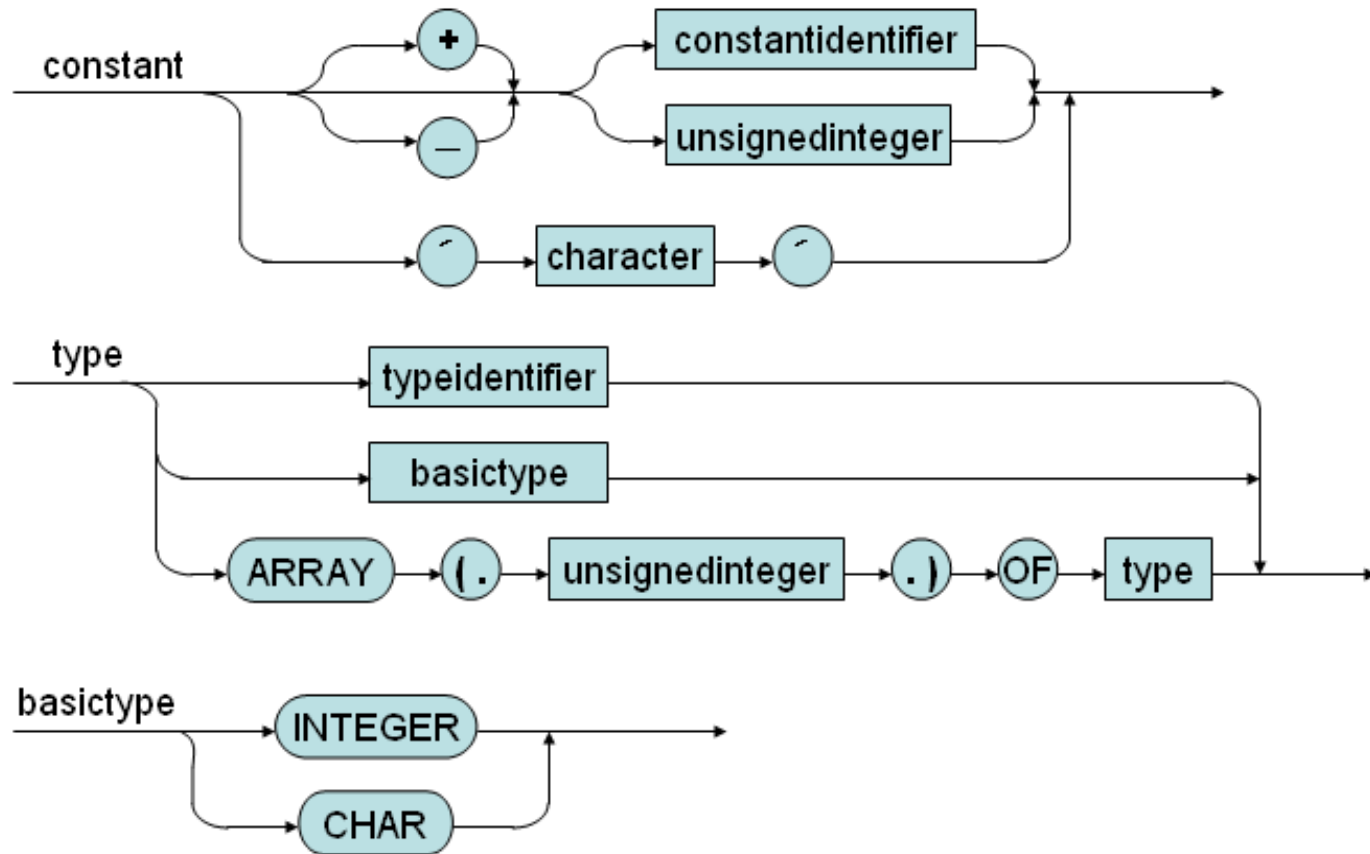 +
constantidentifier
constant
–
unsignedinteger
´ character ´
type
typeidentifier
basictype
ARRAY (. unsignedinteger .) OF type
basictype
INTEGER
CHAR